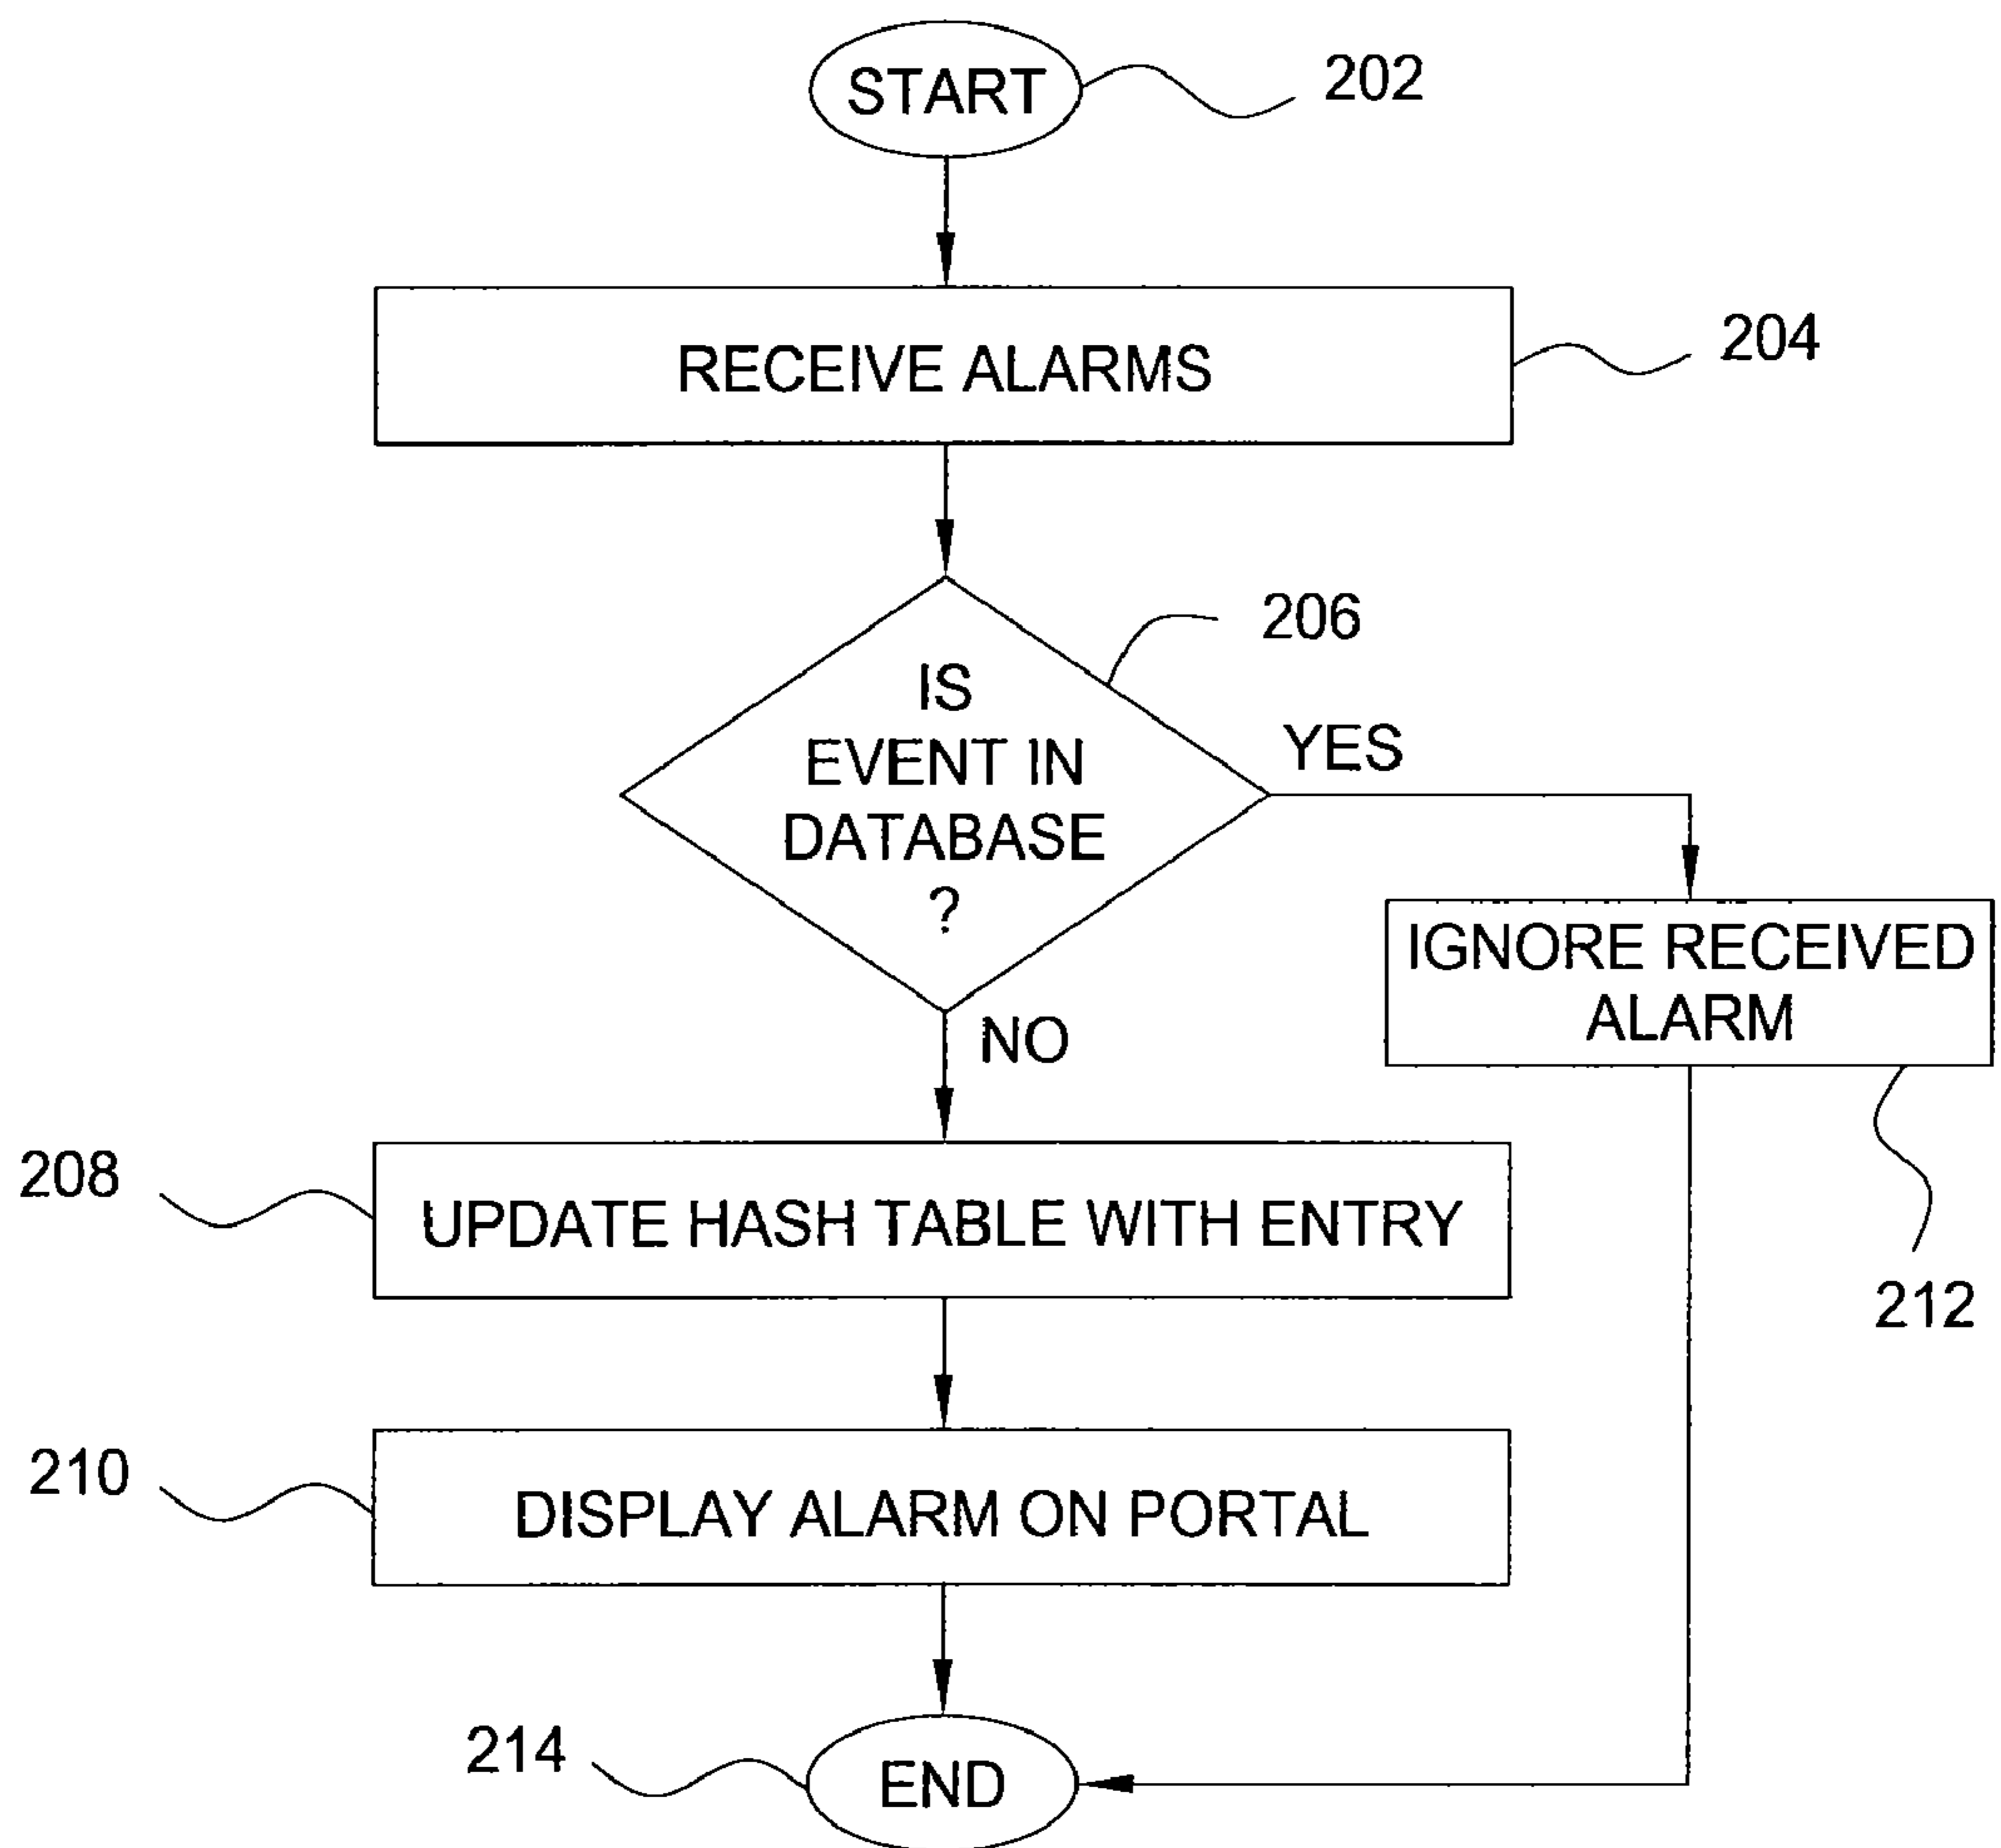 START
202
RECEIVE ALARMS
204
206
IS
EVENT IN
DATABASE
?
YES
IGNORE RECEIVED
ALARM
NO
208
UPDATE HASH TABLE WITH ENTRY
212
210
DISPLAY ALARM ON PORTAL
214
END